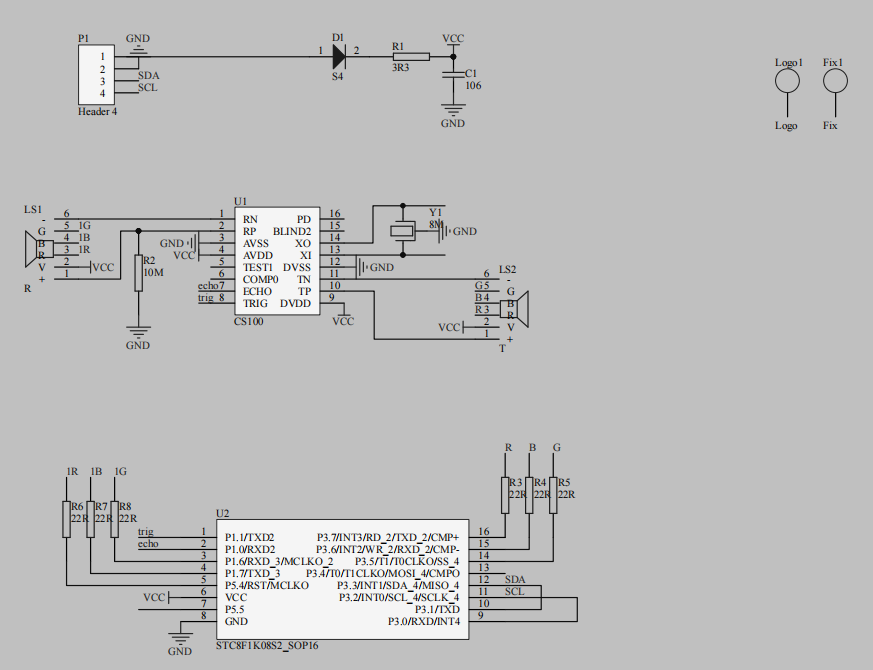 P1
GND
1
2
3
4
SDA
SCL
Header 4
1
D1
2
S4
R1
3R3
VCC
C1
106
GND
Logo1
Fix1
Logo
Fix
LS1
6
-
G
5
1G
B
4
1B
R
3
1R
V
2
VCC
+
1
R
R2
10M
GND
U1
1
RN
PD
16
2
RP
BLIND2
15
GND
3
AVSS
XO
14
VCC
4
AVDD
XI
13
5
TEST1
DVSS
12
GND
6
COMP0
TN
11
echo
7
ECHO
TP
10
trig
8
TRIG
DVDD
9
CS100
VCC
Y1
8M
GND
LS2
6
-
G
5
G
B
4
B
R
3
R
VCC
2
V
1
+
T
1R
1B
1G
R6
22R
R7
22R
R8
22R
R
B
G
R3
22R
R4
22R
R5
22R
U2
trig
1
P1.1/TXD2
P3.7/INT3/RD_2/TXD_2/CMP+
16
echo
2
P1.0/RXD2
P3.6/INT2/WR_2/RXD_2/CMP-
15
3
P1.6/RXD_3/MCLKO_2
P3.5/T1/T0CLKO/SS_4
14
4
P1.7/TXD_3
P3.4/T0/T1CLKO/MOSI_4/CMPO
13
5
P5.4/RST/MCLKO
P3.3/INT1/SDA_4/MISO_4
12
SDA
VCC
6
VCC
P3.2/INT0/SCL_4/SCLK_4
11
SCL
7
P5.5
P3.1/TXD
10
8
GND
P3.0/RXD/INT4
9
GND
STC8F1K08S2_SOP16